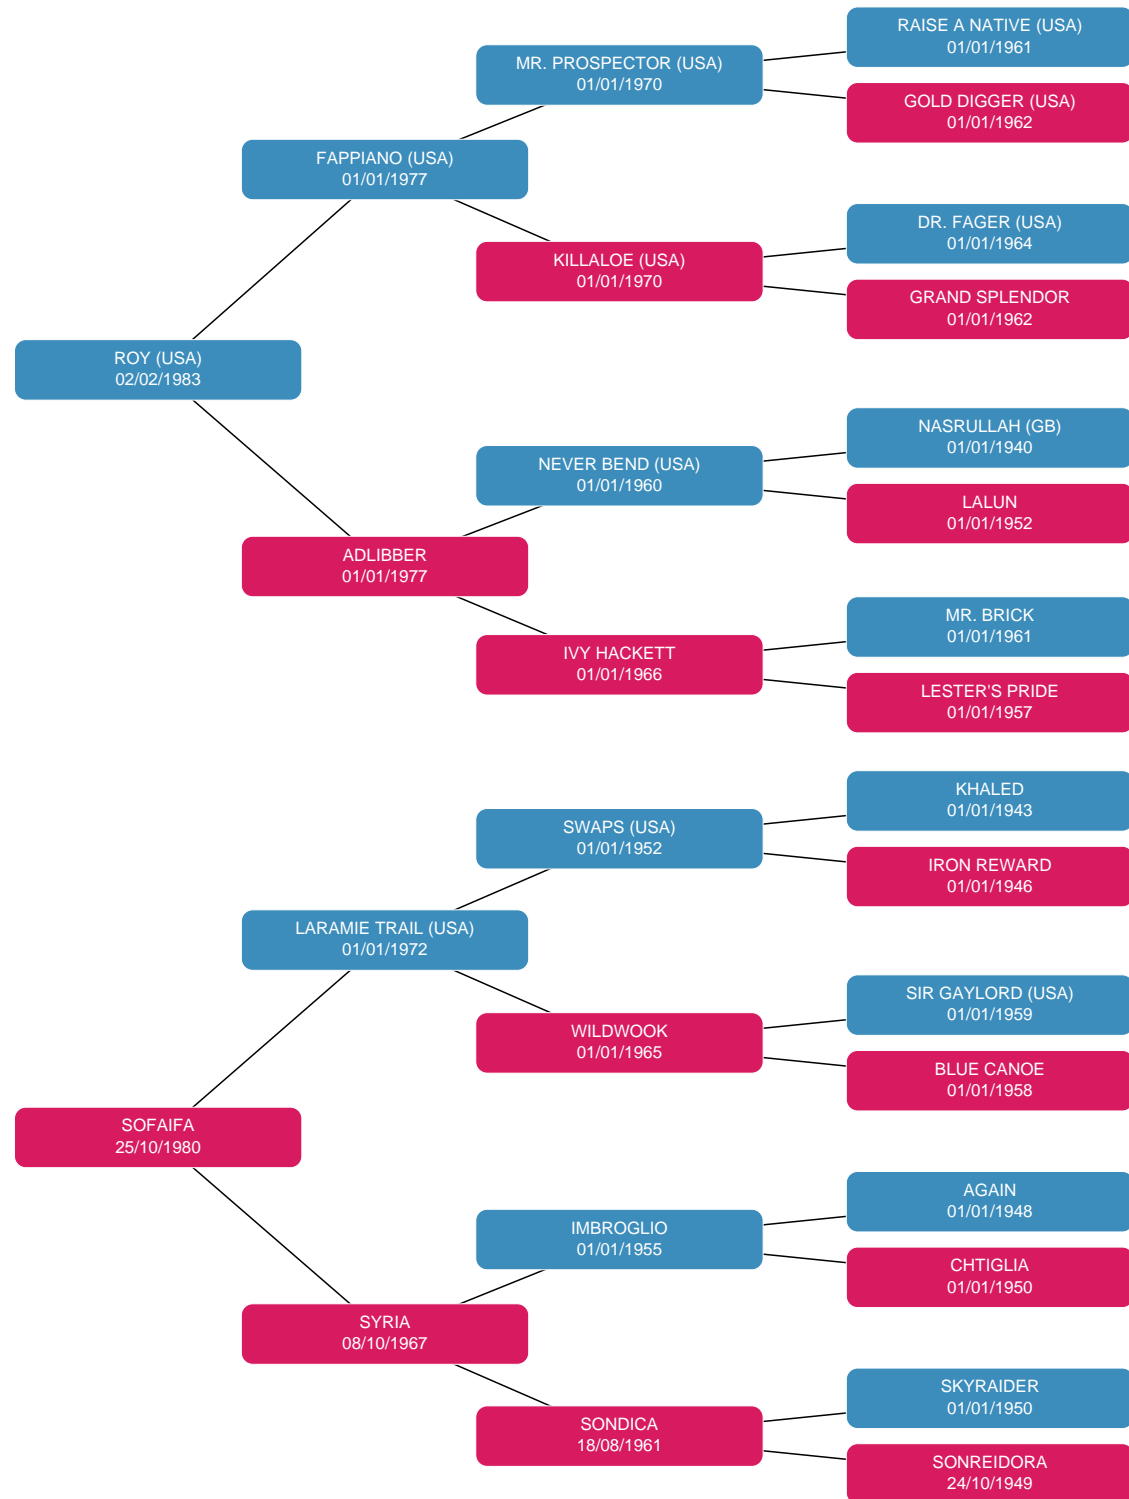 RAISE A NATIVE (USA)
01/01/1961
MR. PROSPECTOR (USA)
01/01/1970
GOLD DIGGER (USA)
01/01/1962
FAPPIANO (USA)
01/01/1977
DR. FAGER (USA)
01/01/1964
KILLALOE (USA)
01/01/1970
GRAND SPLENDOR
01/01/1962
ROY (USA)
02/02/1983
NASRULLAH (GB)
01/01/1940
NEVER BEND (USA)
01/01/1960
LALUN
01/01/1952
ADLIBBER
01/01/1977
MR. BRICK
01/01/1961
IVY HACKETT
01/01/1966
LESTER'S PRIDE
01/01/1957
KHALED
01/01/1943
SWAPS (USA)
01/01/1952
IRON REWARD
01/01/1946
LARAMIE TRAIL (USA)
01/01/1972
SIR GAYLORD (USA)
01/01/1959
WILDWOOK
01/01/1965
BLUE CANOE
01/01/1958
SOFAIFA
25/10/1980
AGAIN
01/01/1948
IMBROGLIO
01/01/1955
CHTIGLIA
01/01/1950
SYRIA
08/10/1967
SKYRAIDER
01/01/1950
SONDICA
18/08/1961
SONREIDORA
24/10/1949